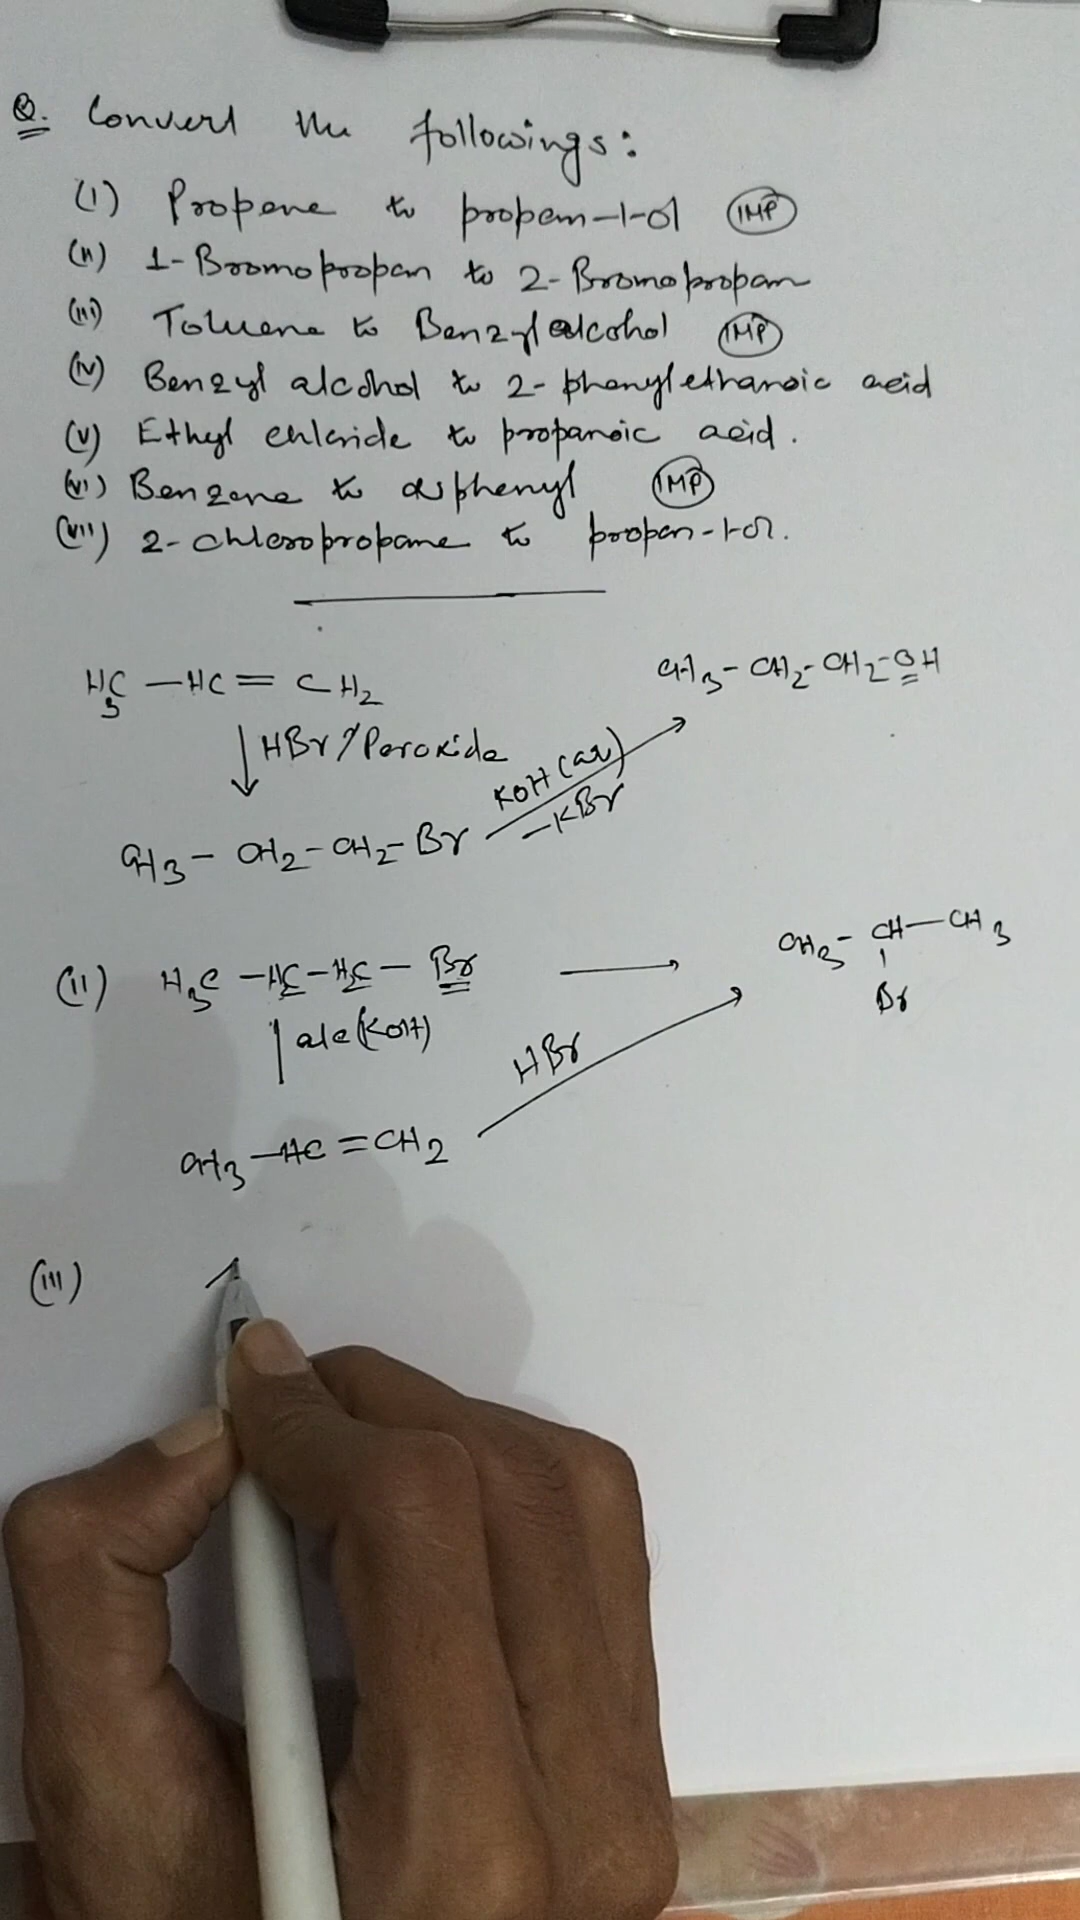 Q. Convert the followings:
(i) Propene to propan-1-ol (IMP)
(ii) 1-Bromopropan to 2-Bromopropan
(iii) Toluene to Benzyl alcohol (IMP)
(iv) Benzyl alcohol to 2-phenylethanoic acid
(v) Ethyl chloride to propanoic acid.
(vi) Benzene to diphenyl (IMP)
(vii) 2-chloropropane to propan-1-ol.
H₃C — HC = CH₂
CH₃ - CH₂ - CH₂ - OH
↓ HBr / Peroxide
KOH (aq)
- KBr
CH₃ - CH₂ - CH₂ - Br
(ii) H₃C - H₂C - H₂C - Br →
CH₃ - CH — CH₃
Br
alc (KOH)
HBr
CH₃ — HC = CH₂
(iii)